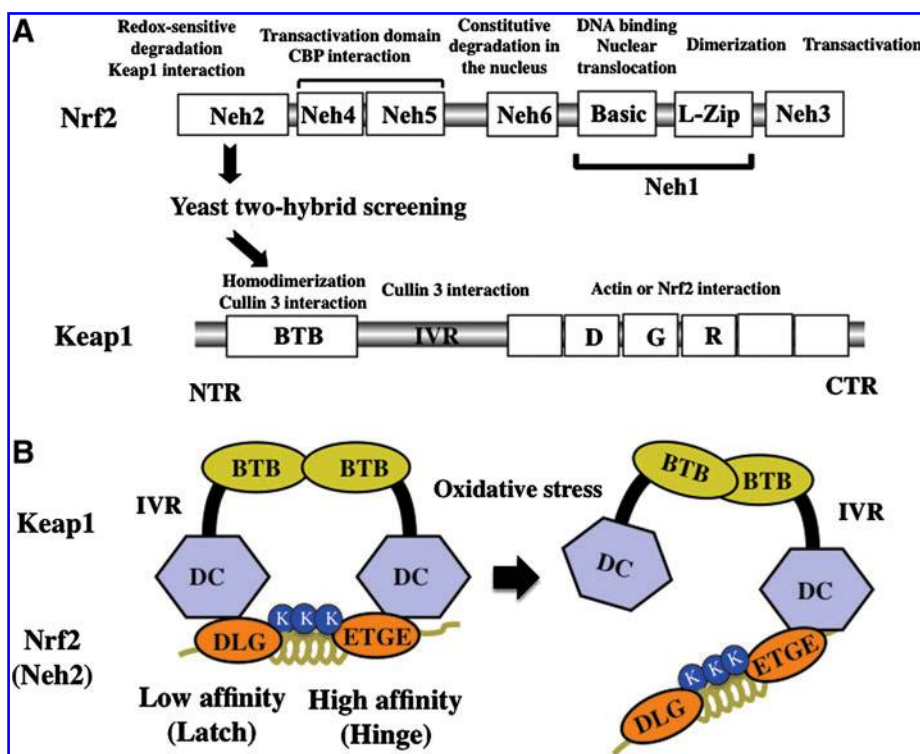 A
Redox-sensitive
degradation
Keap1 interaction
Transactivation domain
CBP interaction
Constitutive
degradation in
the nucleus
DNA binding
Nuclear
translocation
Dimerization
Transactivation
Nrf2
Neh2
Neh4
Neh5
Neh6
Basic
L-Zip
Neh3
Neh1
Yeast two-hybrid screening
Homodimerization
Cullin 3 interaction
Cullin 3 interaction
Actin or Nrf2 interaction
Keap1
BTB
IVR
D
G
R
NTR
CTR
B
BTB
BTB
Oxidative stress
BTB
BTB
Keap1
IVR
IVR
DC
DC
DC
DC
Nrf2
(Neh2)
DLG
K
K
K
ETGE
DLG
K
K
K
ETGE
Low affinity
(Latch)
High affinity
(Hinge)